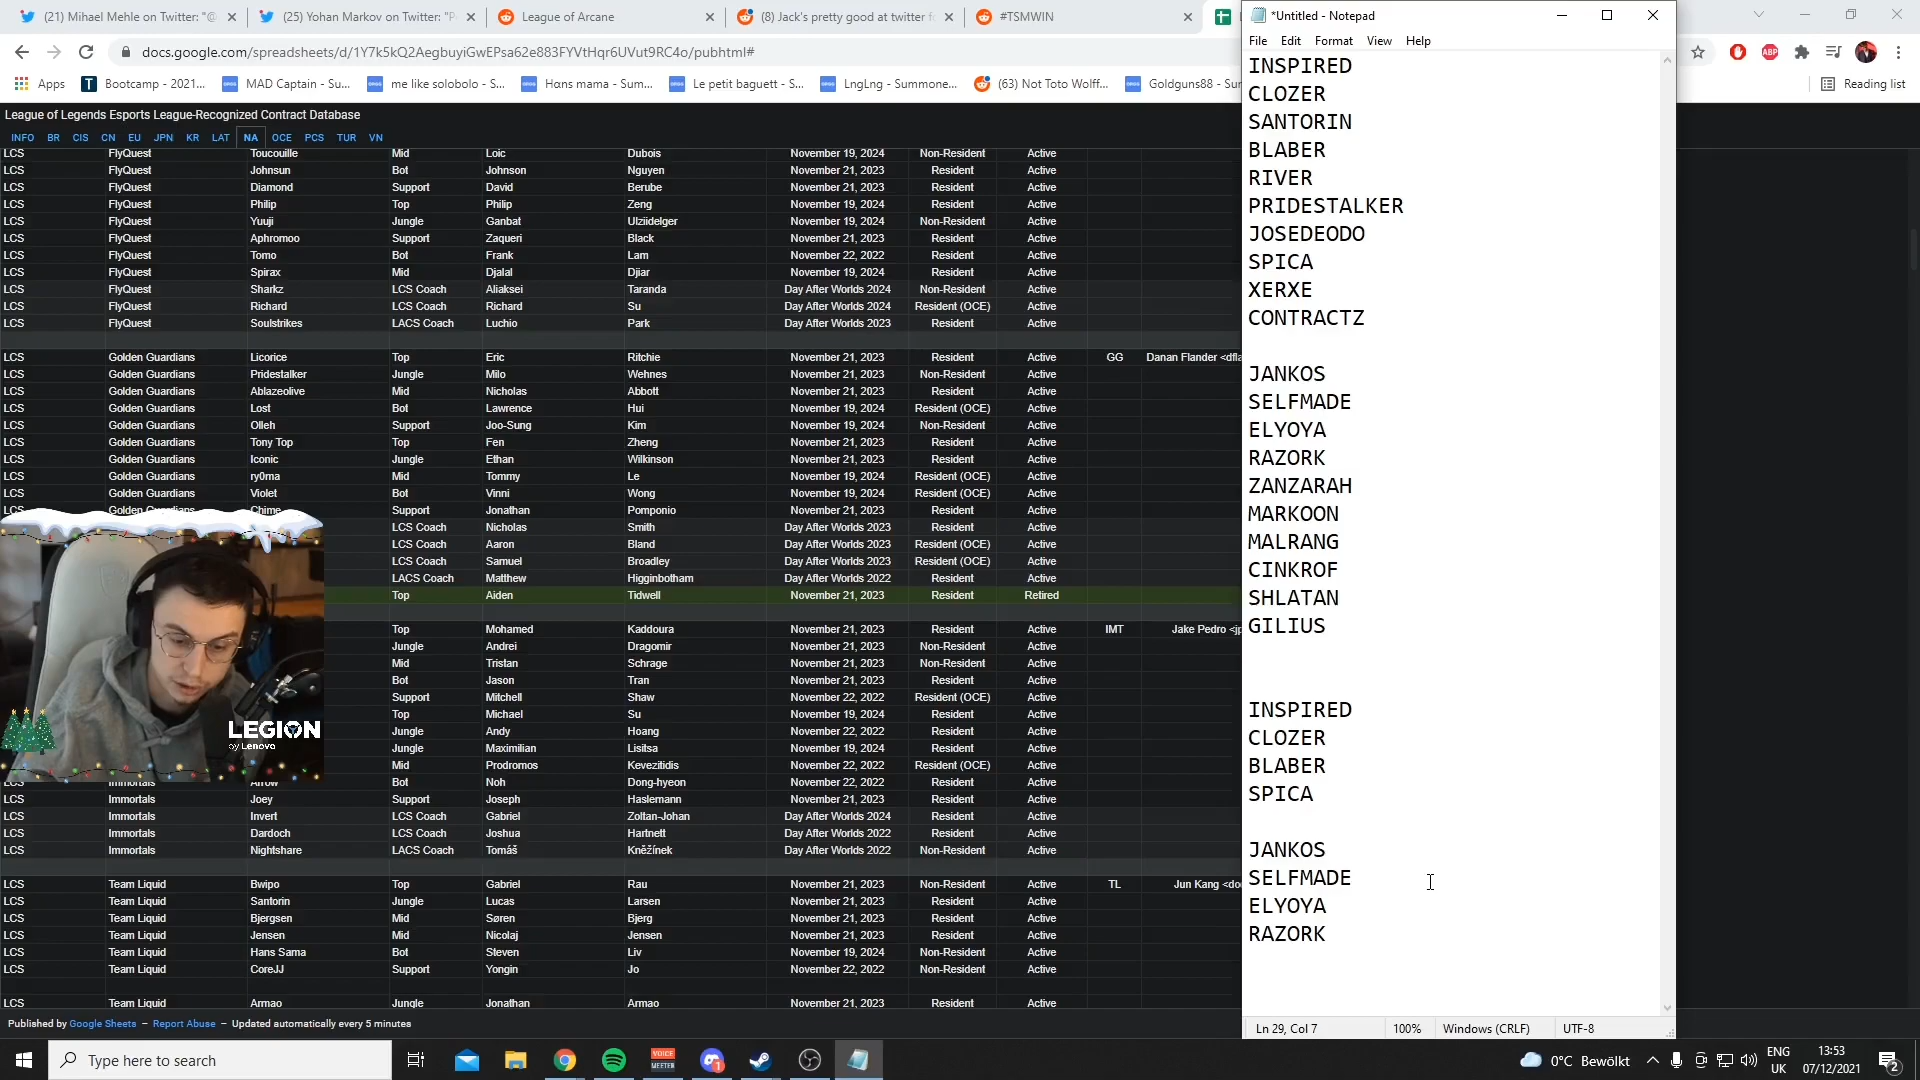 (21) Mihael Mehle on Twitter: "@
(25) Yohan Markov on Twitter: "P
League of Arcane
(8) Jack's pretty good at twitter f
#TSMWIN
docs.google.com/spreadsheets/d/1Y7k5kQ2AegbuyiGwEPsa62e883FYVtHqr6UVut9RC4o/pubhtml#
Apps
Bootcamp - 2021...
MAD Captain - Su...
me like solobolo - S...
Hαns mama - Sum...
Le petit baguett - S...
LngLng - Summone...
(63) Not Toto Wolff...
Goldguns88 - Su
Reading list
League of Legends Esports League-Recognized Contract Database
INFO BR CIS CN EU JPN KR LAT NA OCE PCS TUR VN
LCS FlyQuest Toucouille Mid Loic Dubois November 19, 2024 Non-Resident Active
LCS FlyQuest Johnsun Bot Johnson Nguyen November 21, 2023 Resident Active
LCS FlyQuest Diamond Support David Berube November 21, 2023 Resident Active
LCS FlyQuest Philip Top Philip Zeng November 19, 2024 Resident Active
LCS FlyQuest Yuuji Jungle Ganbat Ulziidelger November 19, 2024 Non-Resident Active
LCS FlyQuest Aphromoo Support Zaqueri Black November 21, 2023 Resident Active
LCS FlyQuest Tomo Bot Frank Lam November 22, 2022 Resident Active
LCS FlyQuest Spirax Mid Djalal Djiar November 19, 2024 Resident Active
LCS FlyQuest Sharkz LCS Coach Aliaksei Taranda Day After Worlds 2024 Non-Resident Active
LCS FlyQuest Richard LCS Coach Richard Su Day After Worlds 2024 Resident (OCE) Active
LCS FlyQuest Soulstrikes LACS Coach Luchio Park Day After Worlds 2023 Resident Active
LCS Golden Guardians Licorice Top Eric Ritchie November 21, 2023 Resident Active GG Danan Flander <dfla
LCS Golden Guardians Pridestalker Jungle Milo Wehnes November 21, 2023 Non-Resident Active
LCS Golden Guardians Ablazeolive Mid Nicholas Abbott November 21, 2023 Resident Active
LCS Golden Guardians Lost Bot Lawrence Hui November 19, 2024 Resident (OCE) Active
LCS Golden Guardians Olleh Support Joo-Sung Kim November 19, 2024 Non-Resident Active
LCS Golden Guardians Tony Top Top Fen Zheng November 21, 2023 Resident Active
LCS Golden Guardians Iconic Jungle Ethan Wilkinson November 21, 2023 Resident Active
LCS Golden Guardians ry0ma Mid Tommy Le November 19, 2024 Resident (OCE) Active
LCS Golden Guardians Violet Bot Vinni Wong November 19, 2024 Resident (OCE) Active
LCS Golden Guardians Chime Support Jonathan Pomponio November 21, 2023 Resident Active
LCS Coach Nicholas Smith Day After Worlds 2023 Resident Active
LCS Coach Aaron Bland Day After Worlds 2023 Resident (OCE) Active
LCS Coach Samuel Broadley Day After Worlds 2023 Resident (OCE) Active
LACS Coach Matthew Higginbotham Day After Worlds 2022 Resident Active
Top Aiden Tidwell November 21, 2023 Resident Retired
Top Mohamed Kaddoura November 21, 2023 Resident Active IMT Jake Pedro <jp
Jungle Andrei Dragomir November 21, 2023 Non-Resident Active
Mid Tristan Schrage November 21, 2023 Non-Resident Active
Bot Jason Tran November 21, 2023 Resident Active
Support Mitchell Shaw November 22, 2022 Resident (OCE) Active
Top Michael Su November 19, 2024 Resident Active
Jungle Andy Hoang November 22, 2022 Resident Active
Jungle Maximilian Lisitsa November 19, 2024 Resident Active
Mid Prodromos Kevezitidis November 22, 2022 Resident (OCE) Active
Immortals Arrow Bot Noh Dong-hyeon November 22, 2022 Resident Active
LCS Immortals Joey Support Joseph Haslemann November 21, 2023 Resident Active
LCS Immortals Invert LCS Coach Gabriel Zoltan-Johan Day After Worlds 2024 Resident Active
LCS Immortals Dardoch LCS Coach Joshua Hartnett Day After Worlds 2022 Resident Active
LCS Immortals Nightshare LACS Coach Tomáš Kněžínek Day After Worlds 2022 Non-Resident Active
LCS Team Liquid Bwipo Top Gabriel Rau November 21, 2023 Non-Resident Active TL Jun Kang <do
LCS Team Liquid Santorin Jungle Lucas Larsen November 21, 2023 Resident Active
LCS Team Liquid Bjergsen Mid Søren Bjerg November 21, 2023 Resident Active
LCS Team Liquid Jensen Mid Nicolaj Jensen November 21, 2023 Resident Active
LCS Team Liquid Hans Sama Bot Steven Liv November 19, 2024 Non-Resident Active
LCS Team Liquid CoreJJ Support Yongin Jo November 22, 2022 Non-Resident Active
LCS Team Liquid Armao Jungle Jonathan Armao November 21, 2023 Resident Active
Published by Google Sheets – Report Abuse – Updated automatically every 5 minutes
LEGION
by Lenovo
*Untitled - Notepad
File Edit Format View Help
INSPIRED
CLOZER
SANTORIN
BLABER
RIVER
PRIDESTALKER
JOSEDEODO
SPICA
XERXE
CONTRACTZ
JANKOS
SELFMADE
ELYOYA
RAZORK
ZANZARAH
MARKOON
MALRANG
CINKROF
SHLATAN
GILIUS
INSPIRED
CLOZER
BLABER
SPICA
JANKOS
SELFMADE
ELYOYA
RAZORK
Ln 29, Col 7 100% Windows (CRLF) UTF-8
Type here to search
VOICE
MEETER
0°C Bewölkt
ENG
UK
13:53
07/12/2021